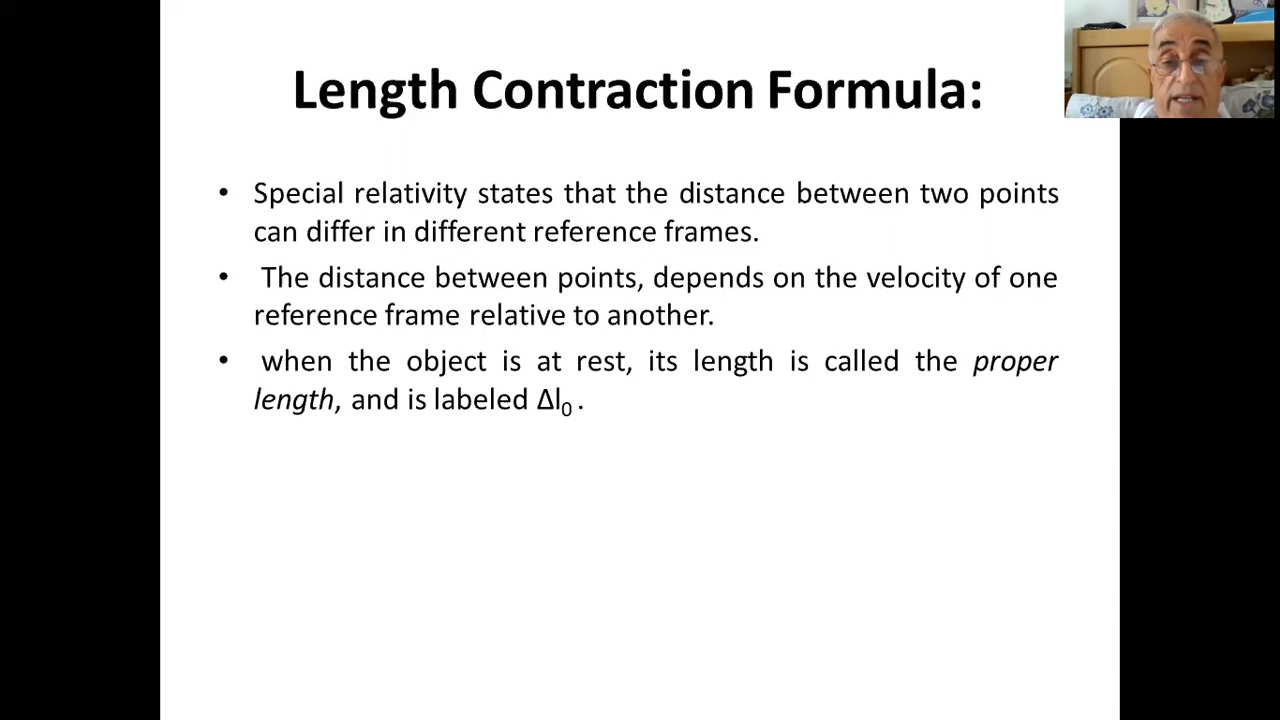 Length Contraction Formula:
• Special relativity states that the distance between two points
can differ in different reference frames.
• The distance between points, depends on the velocity of one
reference frame relative to another.
• when the object is at rest, its length is called the proper
length, and is labeled Δl₀ .